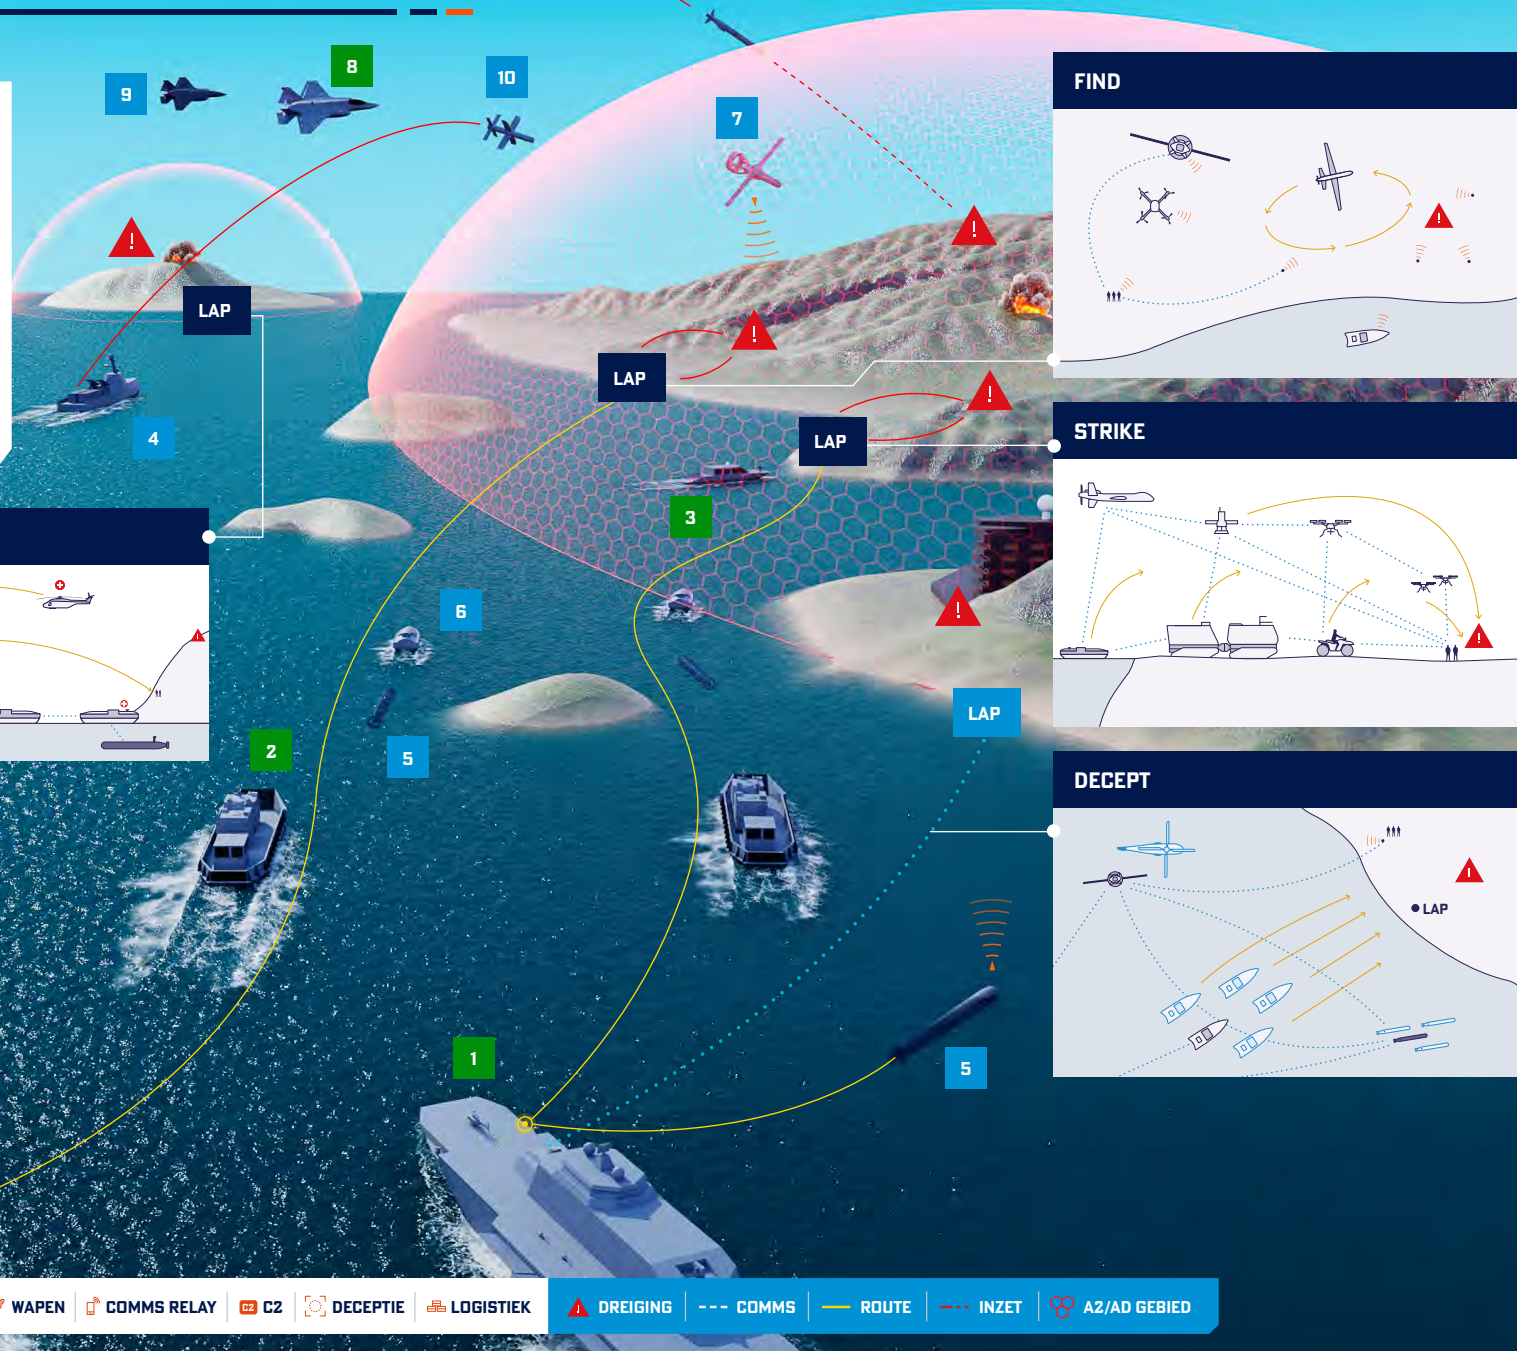 8
9
10
7
FIND
!
!
!
!
LAP
LAP
!
LAP
4
STRIKE
3
6
!
!
!
LAP
2
5
DECEPT
!
LAP
1
5
WAPEN
COMMS RELAY
C2 C2
DECEPTIE
LOGISTIEK
! DREIGING
COMMS
ROUTE
INZET
A2/AD GEBIED